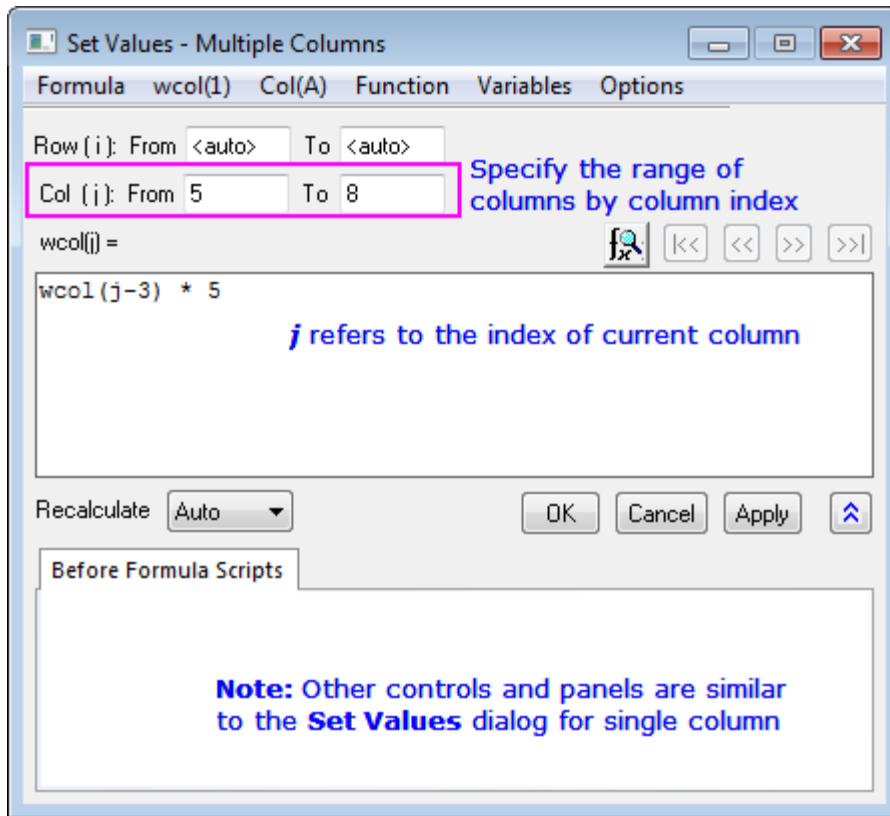 Set Values - Multiple Columns
Formula wcol(1) Col(A) Function Variables Options
Row ( i ): From <auto> To <auto>
Specify the range of
Col ( j ): From 5 To 8
columns by column index
wcol(j) =
|<< << >> >>|
wcol(j-3) * 5
j refers to the index of current column
Recalculate Auto OK Cancel Apply
Before Formula Scripts
Note: Other controls and panels are similar
to the Set Values dialog for single column